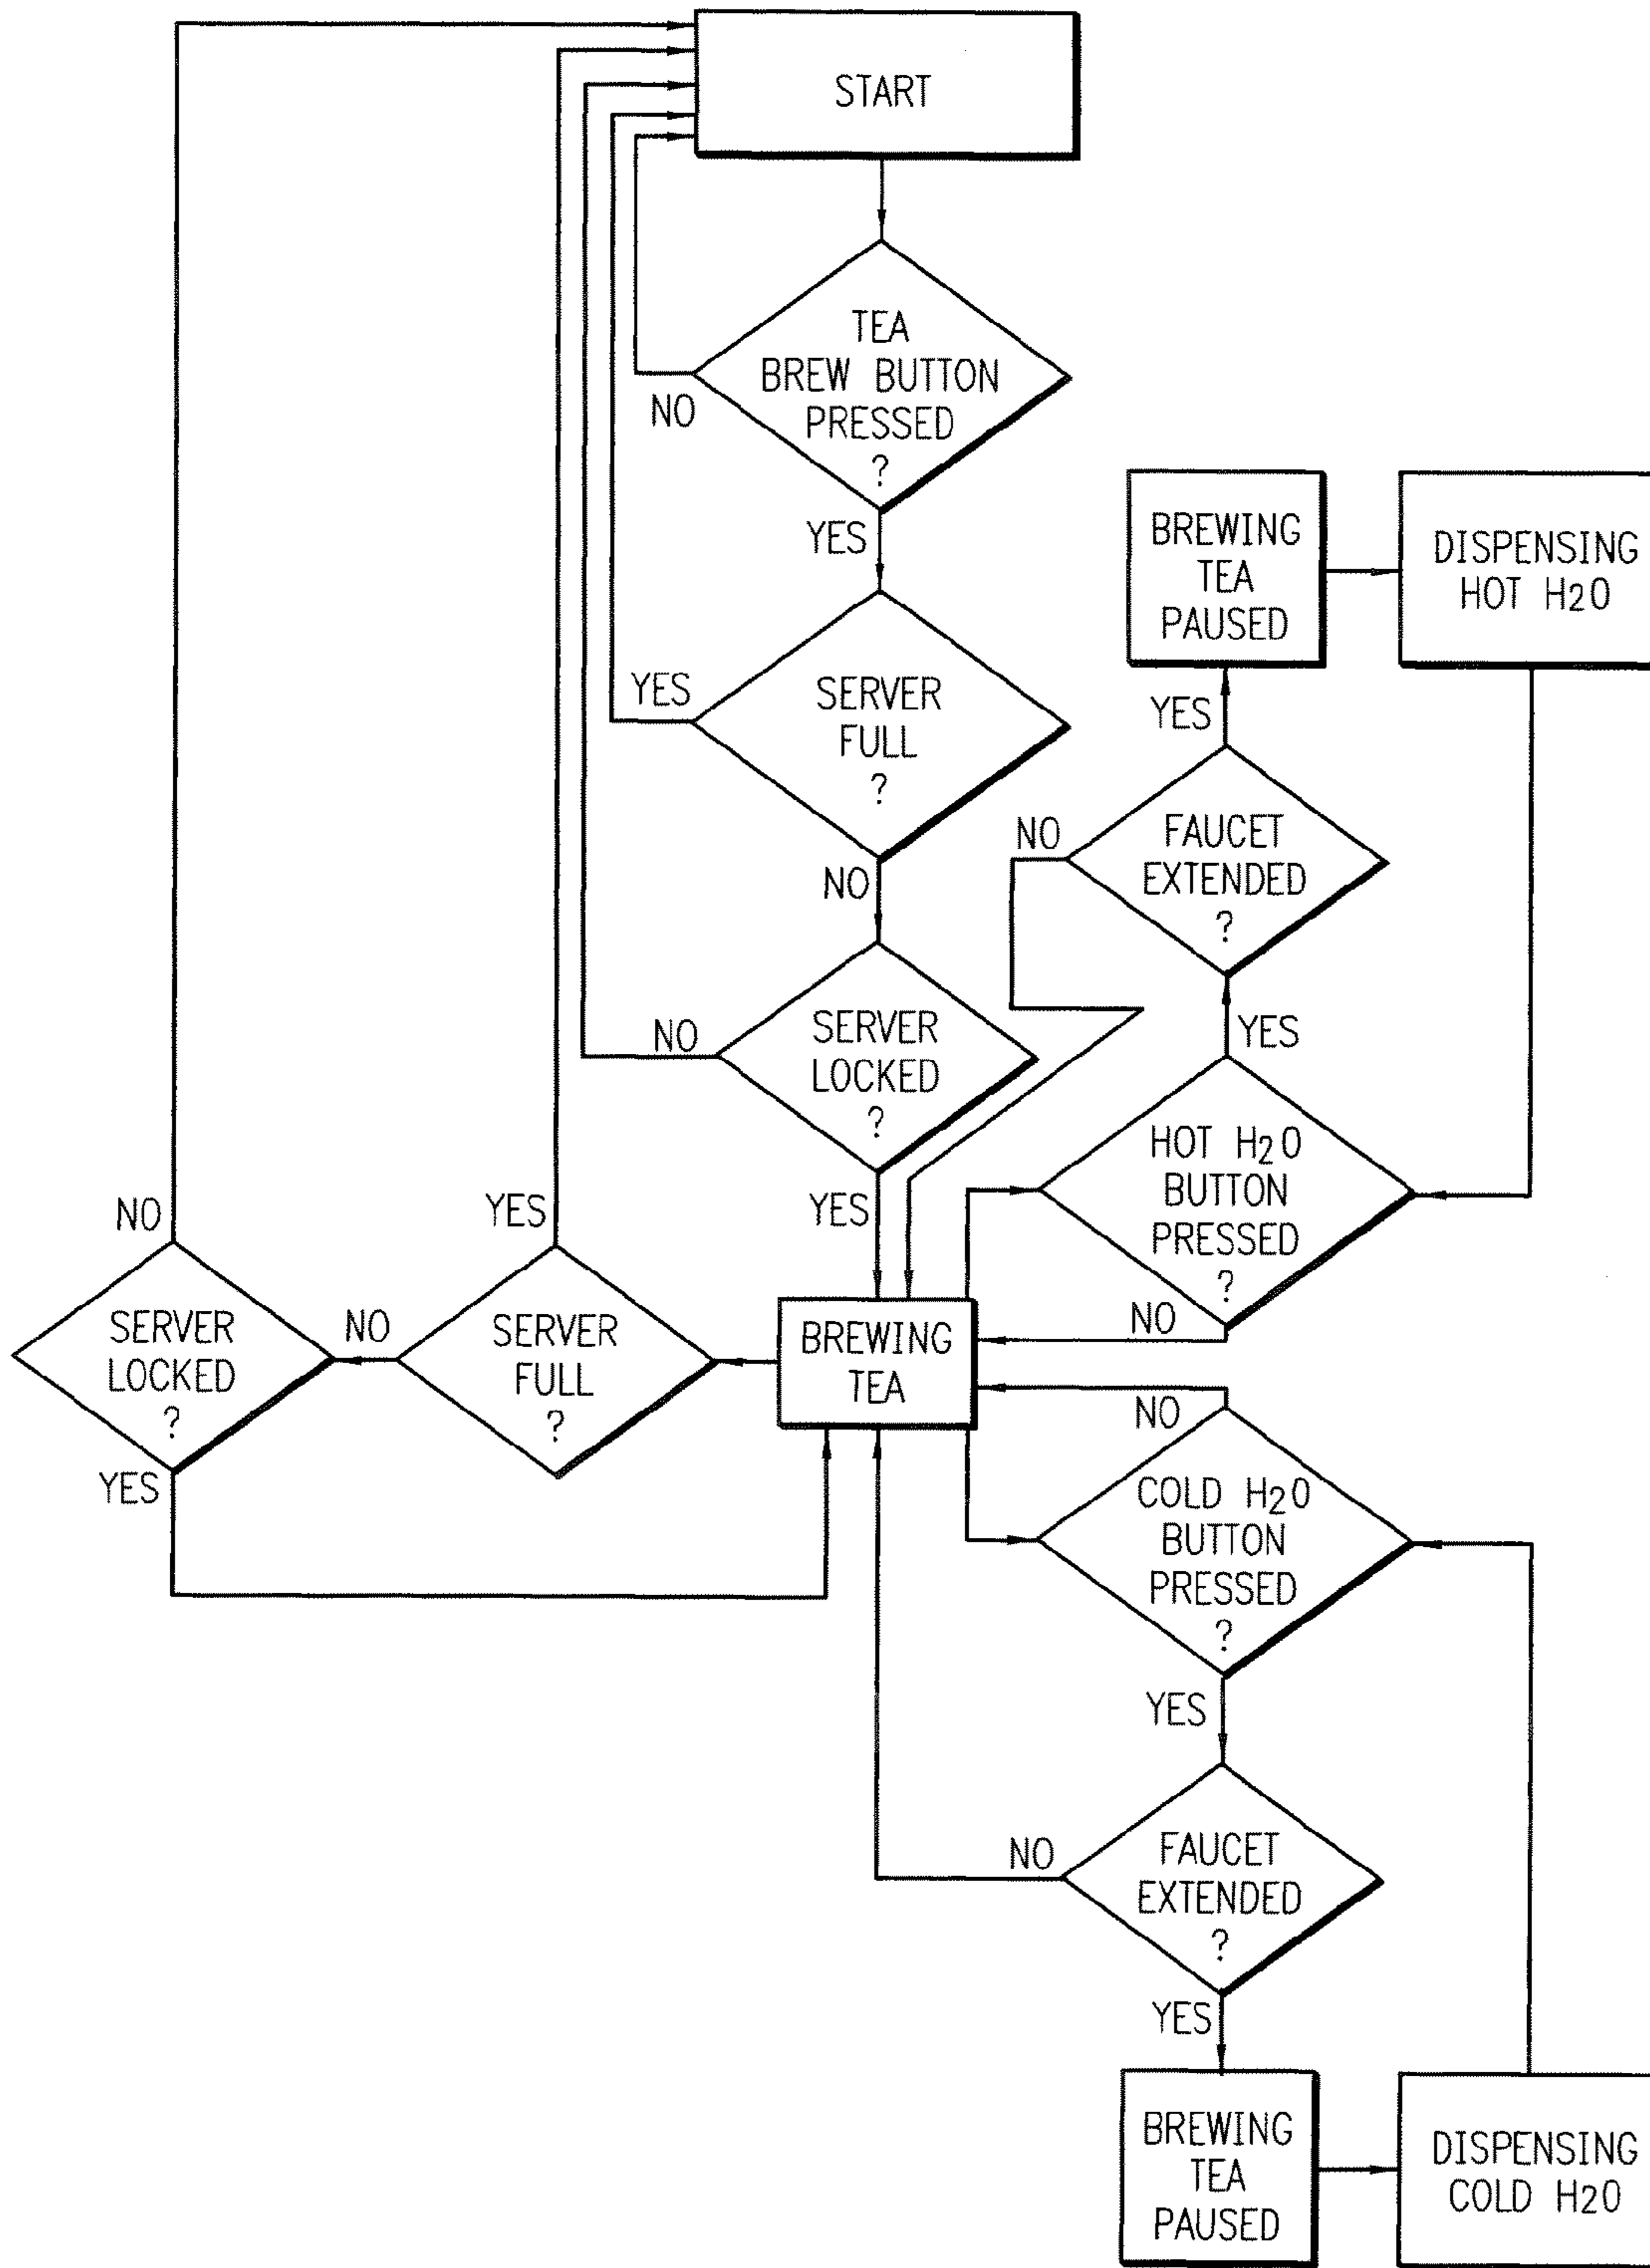 START
TEA
BREW BUTTON
PRESSED
?
NO
YES
SERVER
FULL
?
YES
NO
SERVER
LOCKED
?
NO
YES
BREWING
TEA
PAUSED
DISPENSING
HOT H2O
YES
FAUCET
EXTENDED
?
NO
YES
HOT H2O
BUTTON
PRESSED
?
NO
BREWING
TEA
YES
SERVER
FULL
?
NO
NO
SERVER
LOCKED
?
YES
NO
COLD H2O
BUTTON
PRESSED
?
YES
FAUCET
EXTENDED
?
NO
YES
BREWING
TEA
PAUSED
DISPENSING
COLD H2O